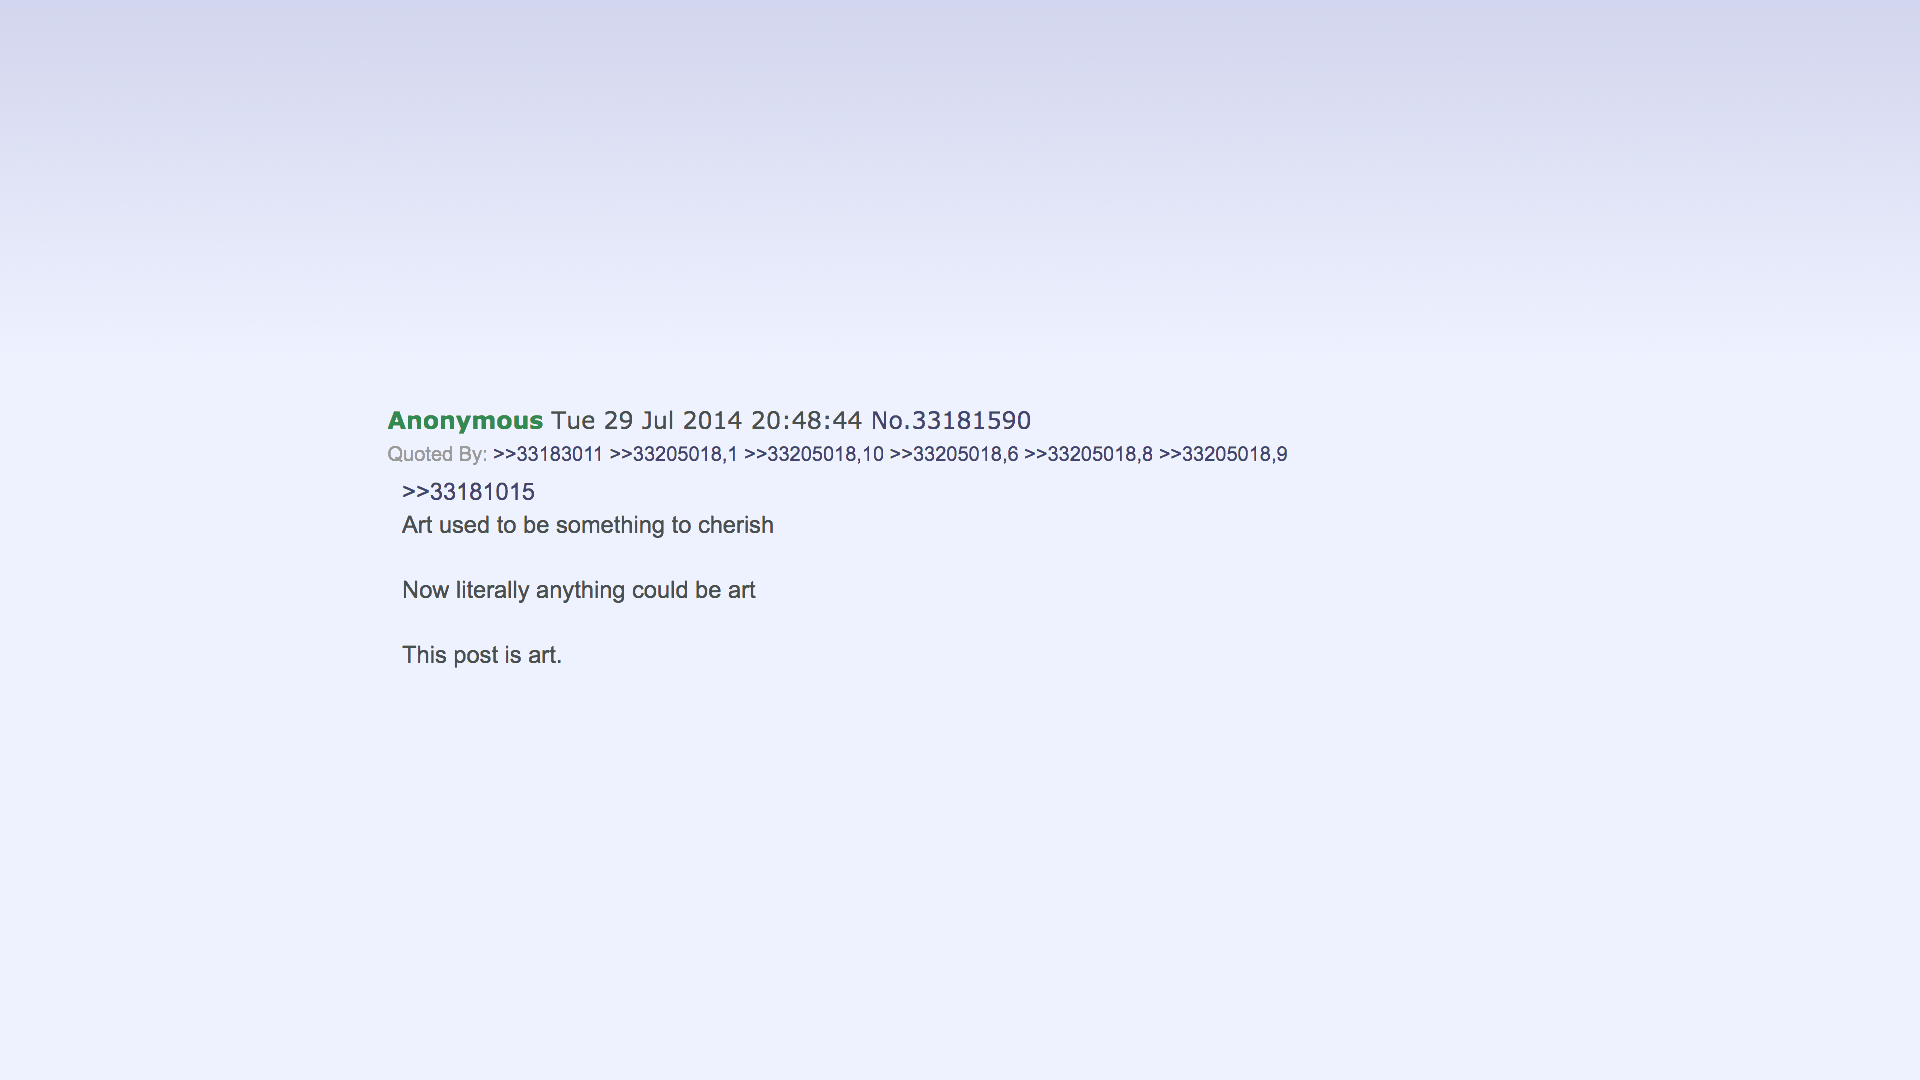 Anonymous Tue 29 Jul 2014 20:48:44 No.33181590
Quoted By: >>33183011 >>33205018,1 >>33205018,10 >>33205018,6 >>33205018,8 >>33205018,9
>>33181015
Art used to be something to cherish
Now literally anything could be art
This post is art.